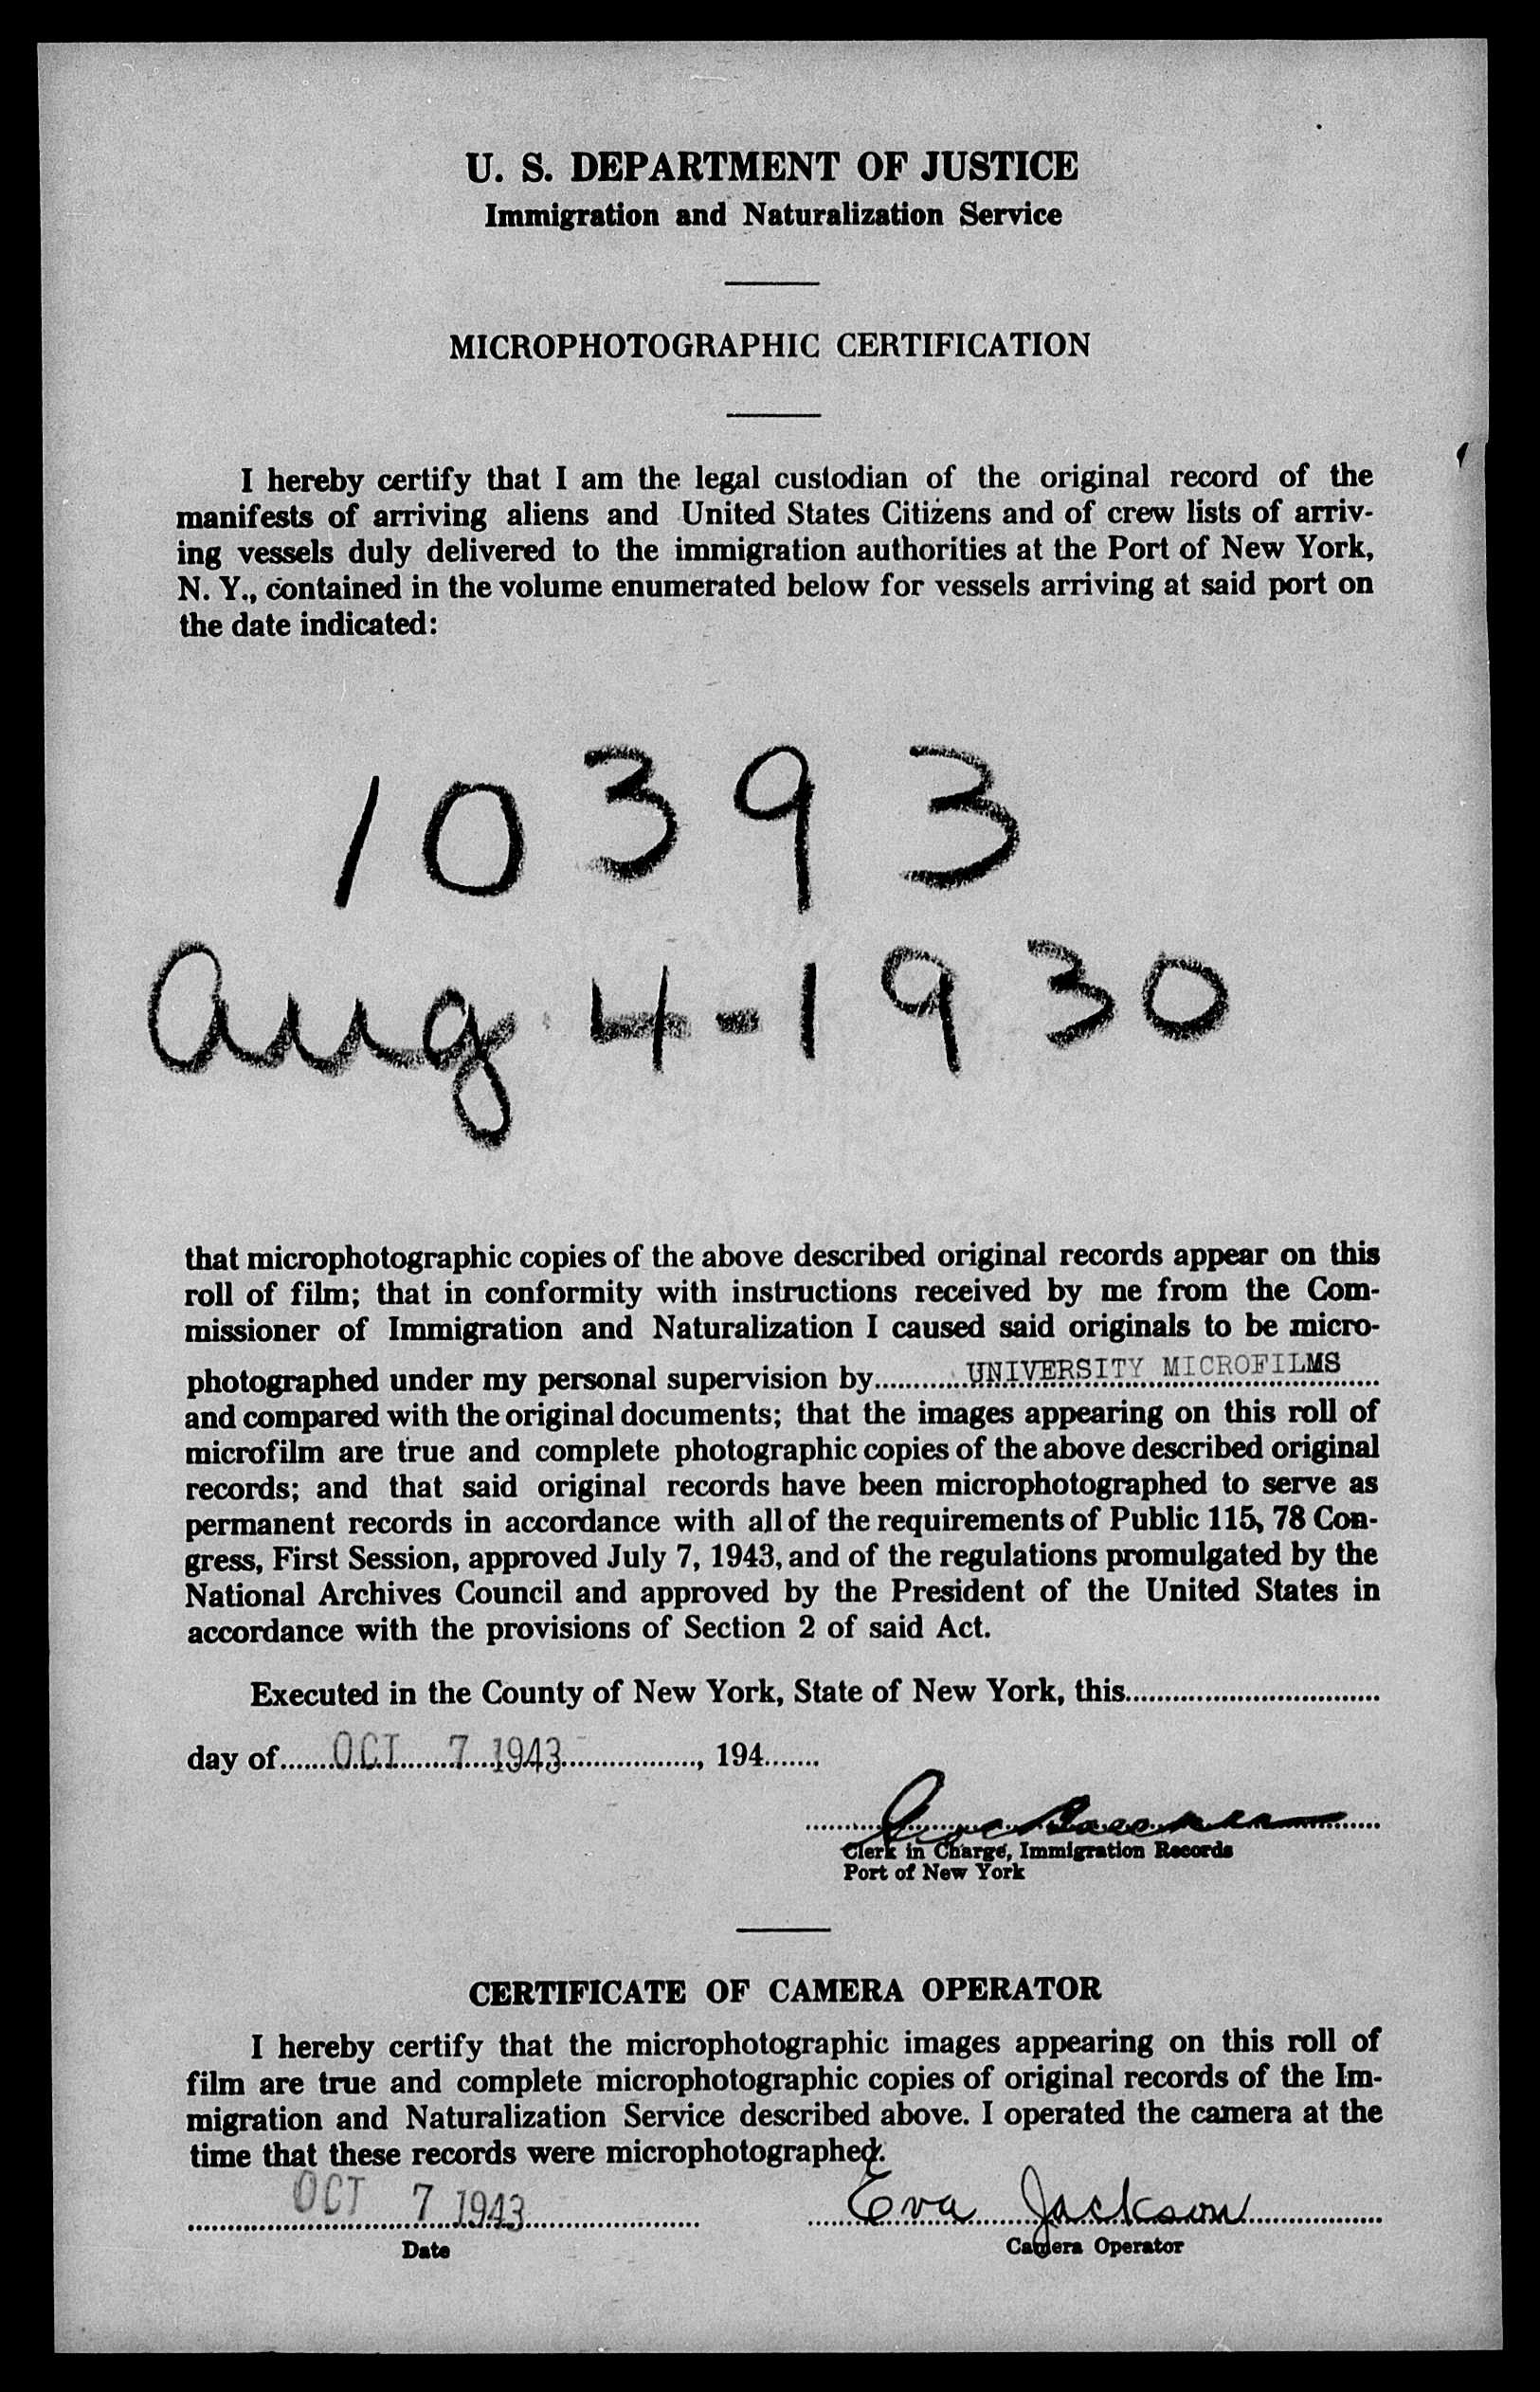 U. S. DEPARTMENT OF JUSTICE
Immigration and Naturalization Service
MICROPHOTOGRAPHIC CERTIFICATION
I hereby certify that I am the legal custodian of the original record of the
manifests of arriving aliens and United States Citizens and of crew lists of arriv-
ing vessels duly delivered to the immigration authorities at the Port of New York,
N. Y., contained in the volume enumerated below for vessels arriving at said port on
the date indicated:
10393
Aug 4-1930
that microphotographic copies of the above described original records appear on this
roll of film; that in conformity with instructions received by me from the Com-
missioner of Immigration and Naturalization I caused said originals to be micro-
photographed under my personal supervision by............UNIVERSITY MICROFILMS
and compared with the original documents; that the images appearing on this roll of
microfilm are true and complete photographic copies of the above described original
records; and that said original records have been microphotographed to serve as
permanent records in accordance with all of the requirements of Public 115, 78 Con-
gress, First Session, approved July 7, 1943, and of the regulations promulgated by the
National Archives Council and approved by the President of the United States in
accordance with the provisions of Section 2 of said Act.
Executed in the County of New York, State of New York, this................................
day of.......OCT 7 1943................., 194.......
Clerk in Charge, Immigration Records
Port of New York
CERTIFICATE OF CAMERA OPERATOR
I hereby certify that the microphotographic images appearing on this roll of
film are true and complete microphotographic copies of original records of the Im-
migration and Naturalization Service described above. I operated the camera at the
time that these records were microphotographed.
OCT 7 1943 Eva Jackson
Date Camera Operator